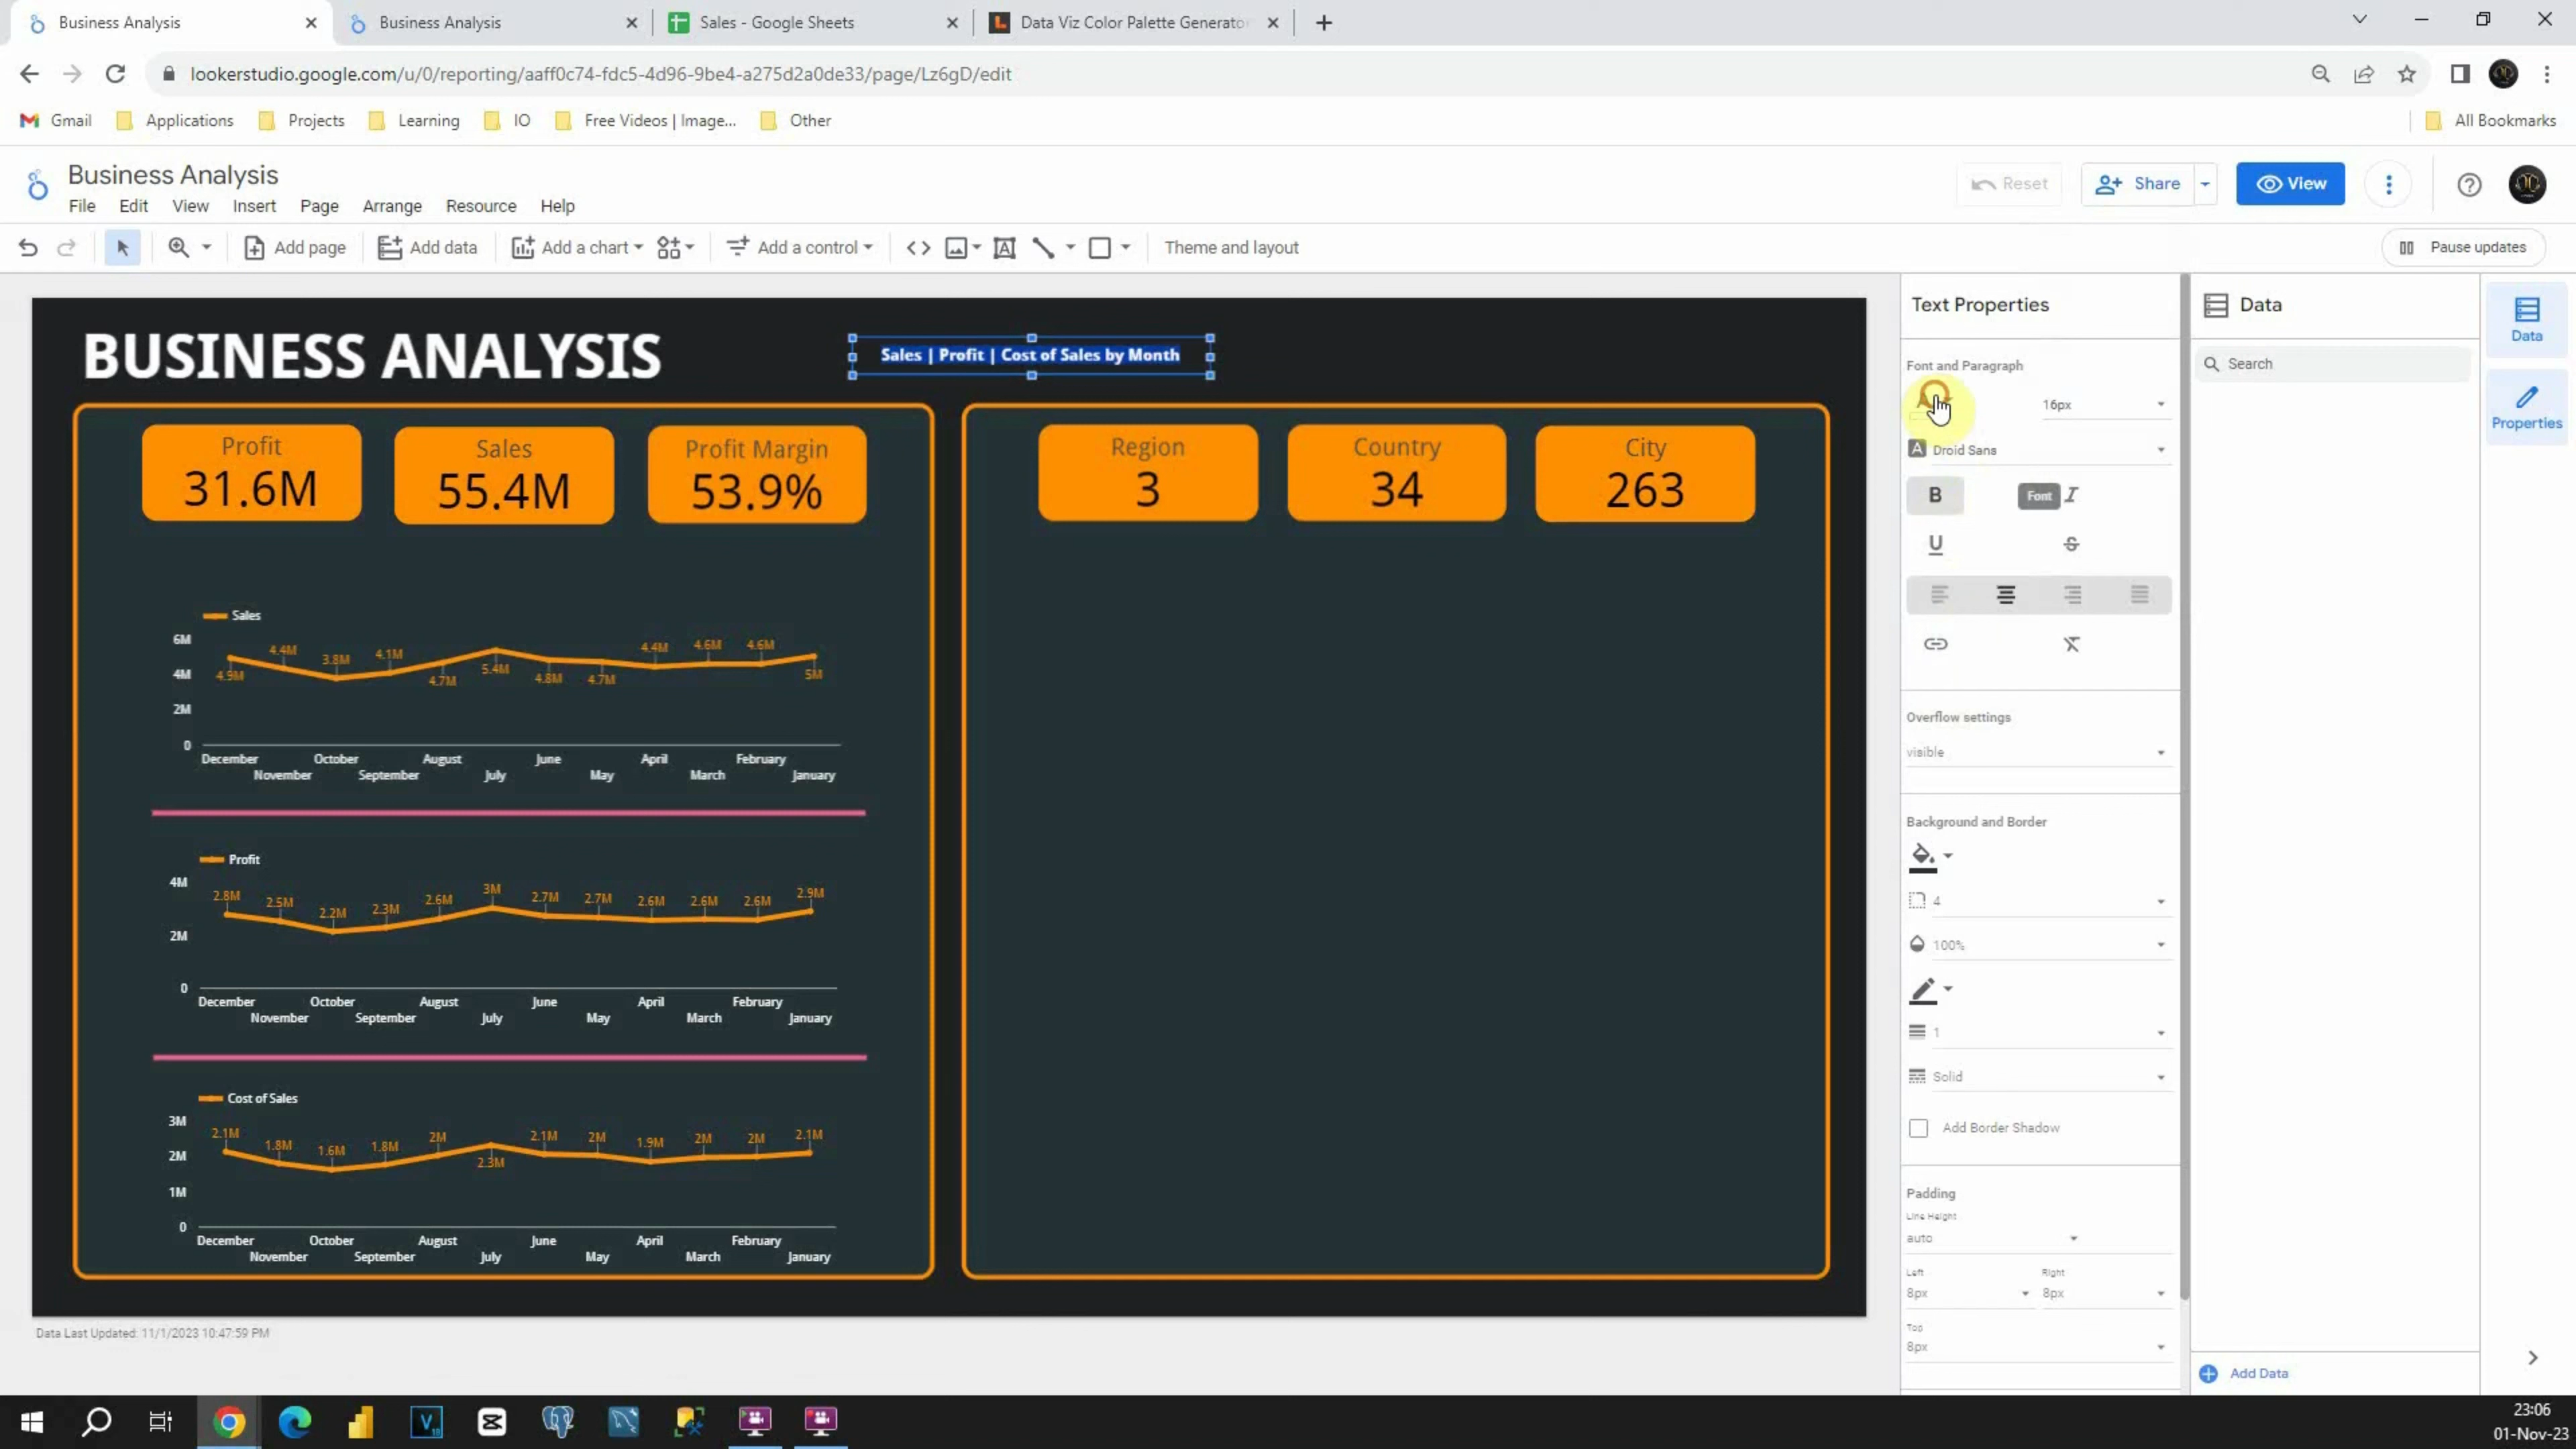 Business Analysis
Business Analysis
Sales - Google Sheets
Data Viz Color Palette Generato
lookerstudio.google.com/u/0/reporting/aaff0c74-fdc5-4d96-9be4-a275d2a0de33/page/Lz6gD/edit
Gmail
Applications
Projects
Learning
IO
Free Videos | Image...
Other
All Bookmarks
Business Analysis
File
Edit
View
Insert
Page
Arrange
Resource
Help
Reset
Share
View
Add page
Add data
Add a chart
Add a control
Theme and layout
Pause updates
BUSINESS ANALYSIS
Sales | Profit | Cost of Sales by Month
Profit
31.6M
Sales
55.4M
Profit Margin
53.9%
Region
3
Country
34
City
263
Sales
6M
4M
2M
0
4.9M
4.4M
3.8M
4.1M
4.7M
5.4M
4.8M
4.7M
4.4M
4.6M
4.6M
5M
December
November
October
September
August
July
June
May
April
March
February
January
Profit
4M
2M
0
2.8M
2.5M
2.2M
2.3M
2.6M
3M
2.7M
2.7M
2.6M
2.6M
2.6M
2.9M
December
November
October
September
August
July
June
May
April
March
February
January
Cost of Sales
3M
2M
1M
0
2.1M
1.8M
1.6M
1.8M
2M
2.3M
2.1M
2M
1.9M
2M
2M
2.1M
December
November
October
September
August
July
June
May
April
March
February
January
Data Last Updated: 11/1/2023 10:47:59 PM
Text Properties
Font and Paragraph
16px
Droid Sans
B
Font
I
U
S
Overflow settings
visible
Background and Border
4
100%
1
Solid
Add Border Shadow
Padding
Line Height
auto
Left
8px
Right
8px
Top
8px
Data
Search
Add Data
Data
Properties
23:06
01-Nov-23